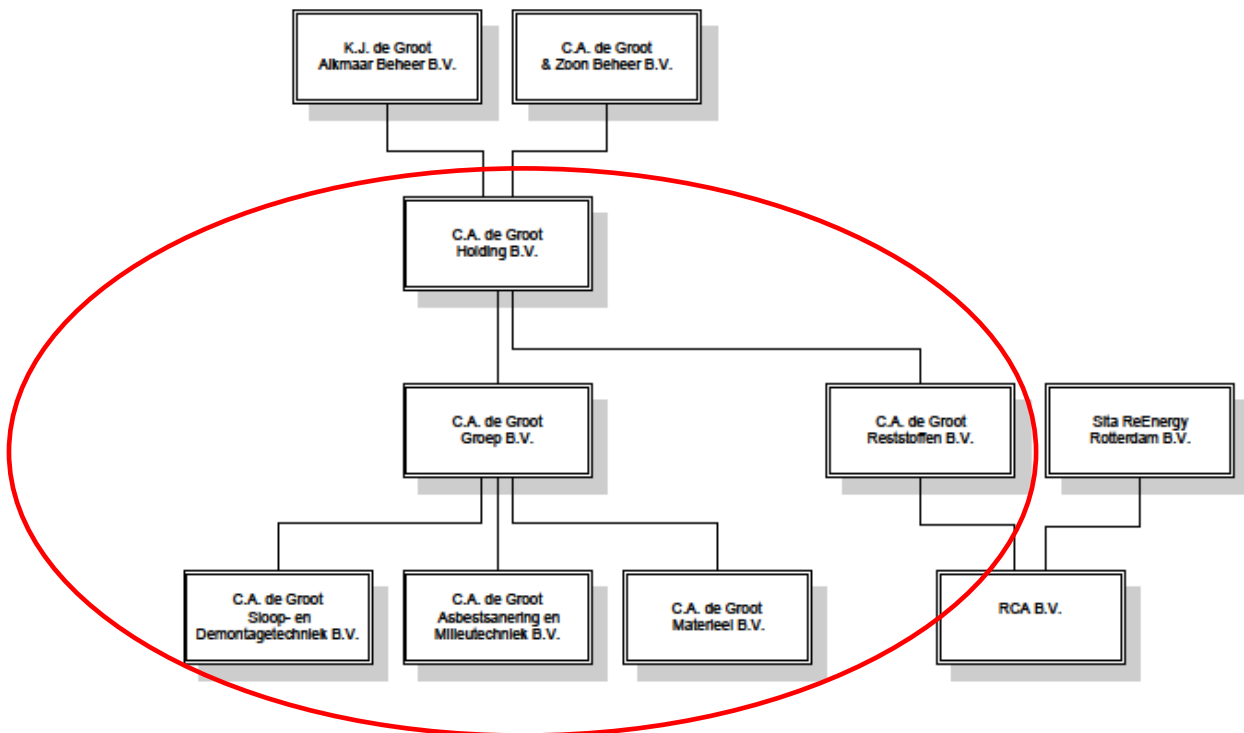 K.J. de Groot
Alkmaar Beheer B.V.
C.A. de Groot
& Zoon Beheer B.V.
C.A. de Groot
Holding B.V.
C.A. de Groot
Groep B.V.
C.A. de Groot
Reststoffen B.V.
Sita ReEnergy
Rotterdam B.V.
C.A. de Groot
Sloop- en
Demontagetechniek B.V.
C.A. de Groot
Asbestsanering en
Milieutechniek B.V.
C.A. de Groot
Materieel B.V.
RCA B.V.